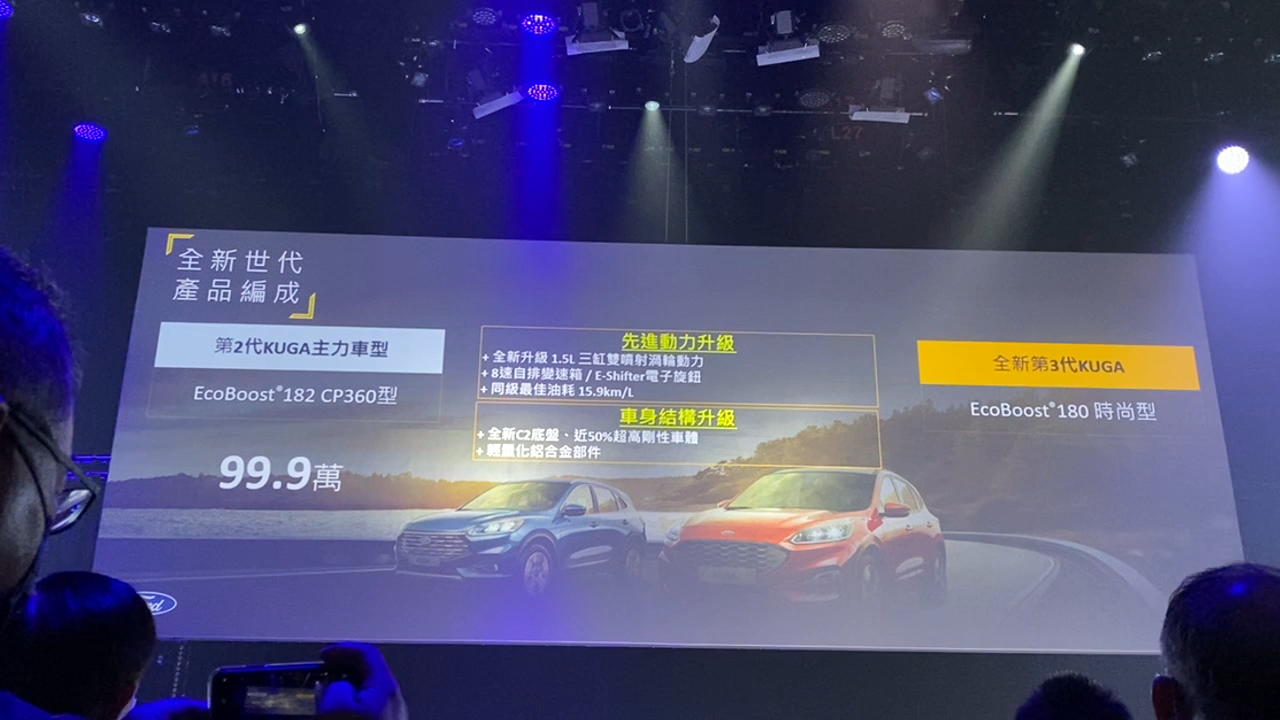 L27
全新世代
產品編成
第2代KUGA主力車型
EcoBoost®182 CP360型
99.9萬
先進動力升級
+ 全新升級 1.5L 三缸雙噴射渦輪動力
+ 8速自排變速箱 / E-Shifter電子旋鈕
+ 同級最佳油耗 15.9km/L
車身結構升級
+ 全新C2底盤、近50%超高剛性車體
+ 輕量化鋁合金部件
全新第3代KUGA
EcoBoost®180 時尚型